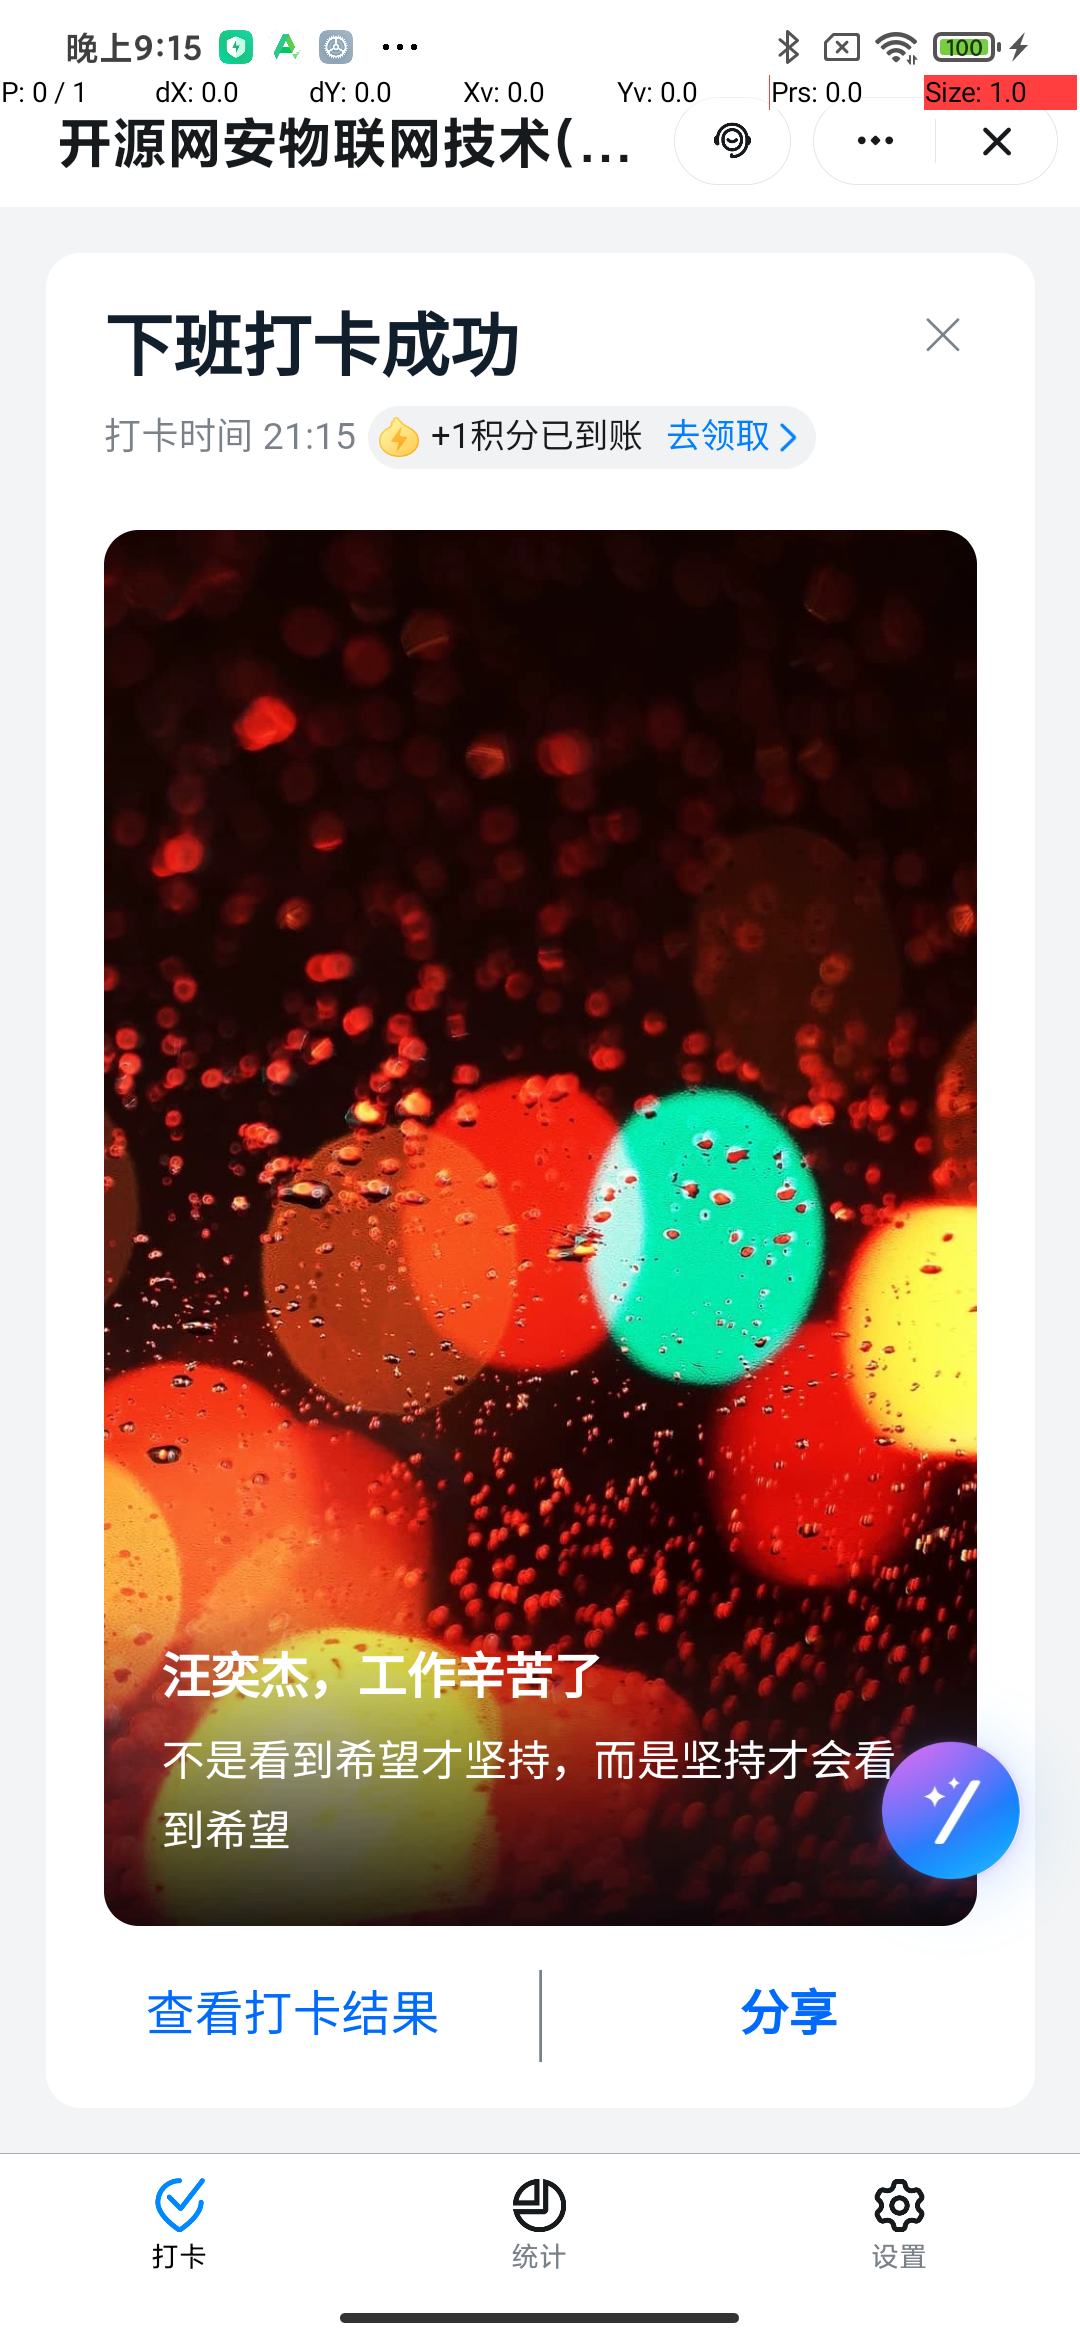 晚上9:15
100
P: 0 / 1 dX: 0.0 dY: 0.0 Xv: 0.0 Yv: 0.0 Prs: 0.0 Size: 1.0
开源网安物联网技术(...
下班打卡成功
打卡时间 21:15 +1积分已到账 去领取
汪奕杰，工作辛苦了
不是看到希望才坚持，而是坚持才会看
到希望
查看打卡结果 分享
打卡 统计 设置